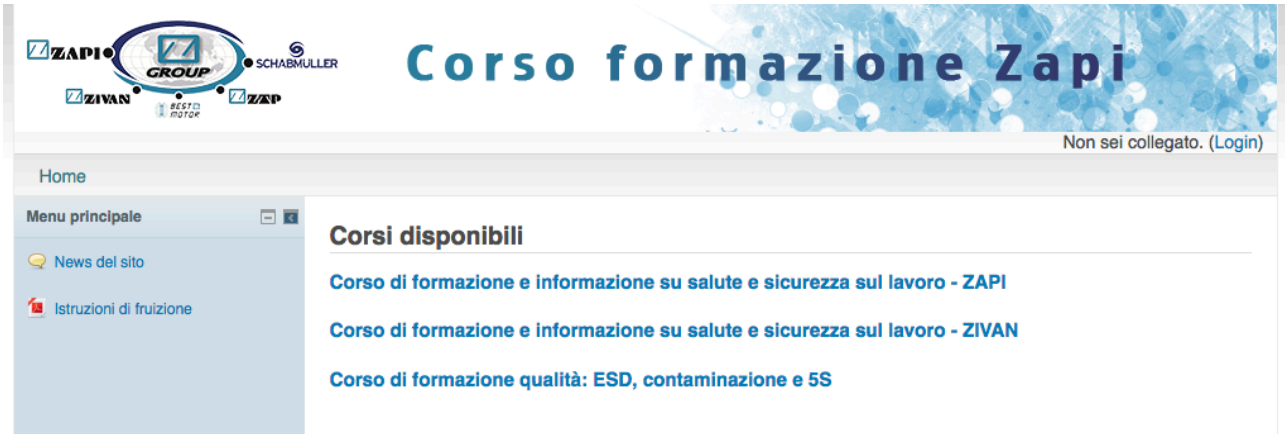 ZAPI
GROUP
SCHABMULLER
ZIVAN
BEST
MOTOR
ZAP
Corso formazione Zapi
Non sei collegato. (Login)
Home
Menu principale
News del sito
Istruzioni di fruizione
Corsi disponibili
Corso di formazione e informazione su salute e sicurezza sul lavoro - ZAPI
Corso di formazione e informazione su salute e sicurezza sul lavoro - ZIVAN
Corso di formazione qualità: ESD, contaminazione e 5S